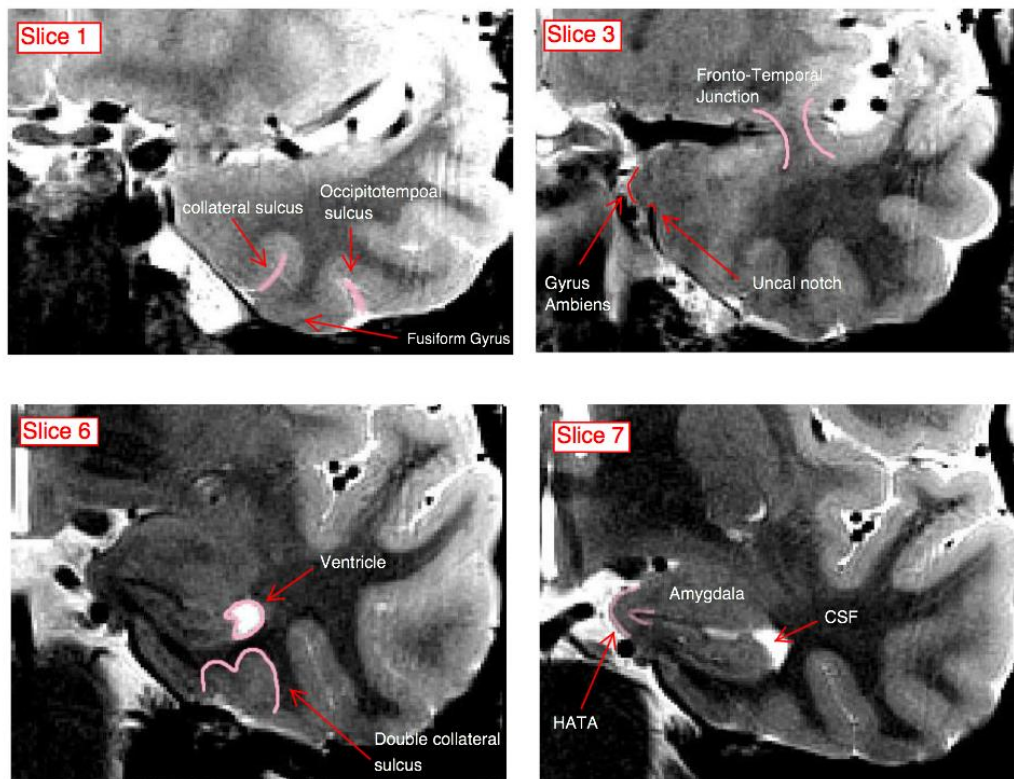 Slice 1
collateral sulcus
Occipitotempoal
sulcus
Fusiform Gyrus
Slice 3
Fronto-Temporal
Junction
Gyrus
Ambiens
Uncal notch
Slice 6
Ventricle
Double collateral
sulcus
Slice 7
Amygdala
CSF
HATA